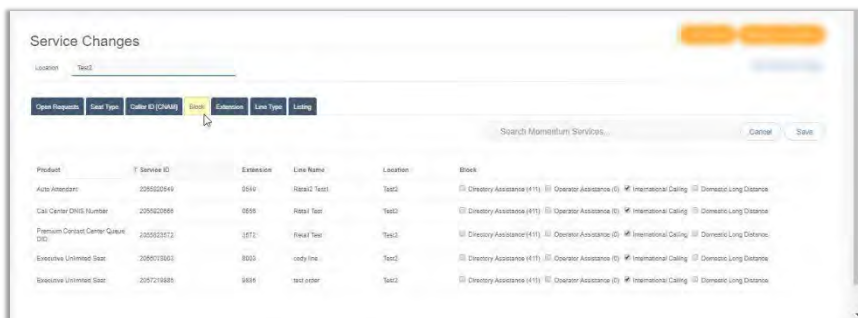 Service Changes
Location Test2
Open Requests Seat Type Caller ID (CNAM) Block Extension Line Type Listing
Search Momentum Services... Cancel Save
Product Service ID Extension Line Name Location Block
Auto Attendant 2055920649 0649 Retail2 Test1 Test2 Directory Assistance (411) Operator Assistance (0) International Calling Domestic Long Distance
Call Center DNIS Number Retail Test Test2 Directory Assistance (411) Operator Assistance (0) International Calling Domestic Long Distance
Premium Contact Center Queue
DID 3572 Retail Test Test2 Directory Assistance (411) Operator Assistance (0) International Calling Domestic Long Distance
Executive Unlimited Seat 8003 cody line Test2 Directory Assistance (411) Operator Assistance (0) International Calling Domestic Long Distance
Executive Unlimited Seat 2057219886 9886 test order Test2 Directory Assistance (411) Operator Assistance (0) International Calling Domestic Long Distance